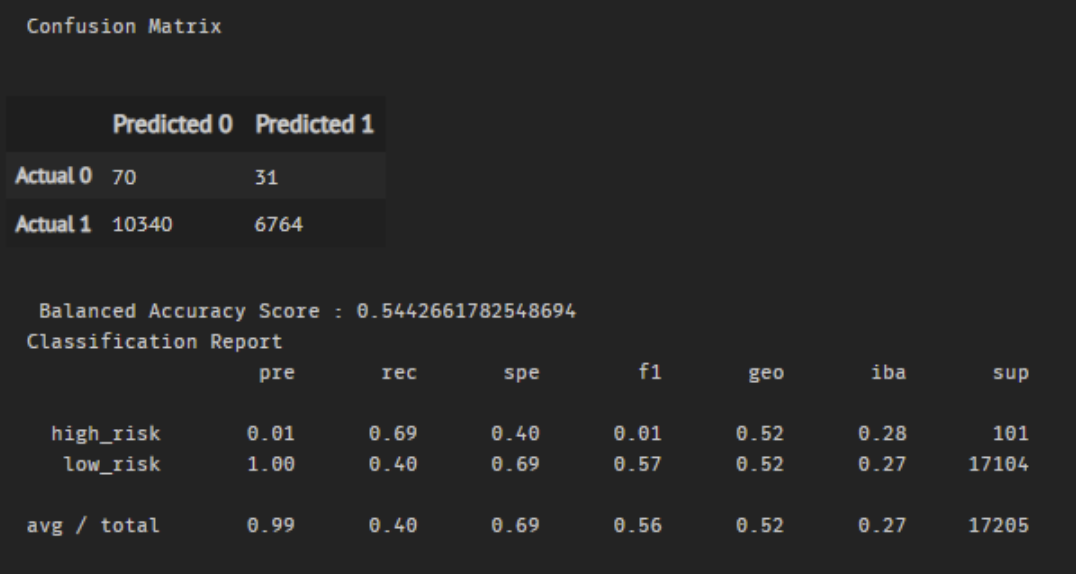 Confusion Matrix
Predicted 0 Predicted 1
Actual 0 70 31
Actual 1 10340 6764
Balanced Accuracy Score : 0.5442661782548694
Classification Report
pre rec spe f1 geo iba sup
high_risk 0.01 0.69 0.40 0.01 0.52 0.28 101
low_risk 1.00 0.40 0.69 0.57 0.52 0.27 17104
avg / total 0.99 0.40 0.69 0.56 0.52 0.27 17205